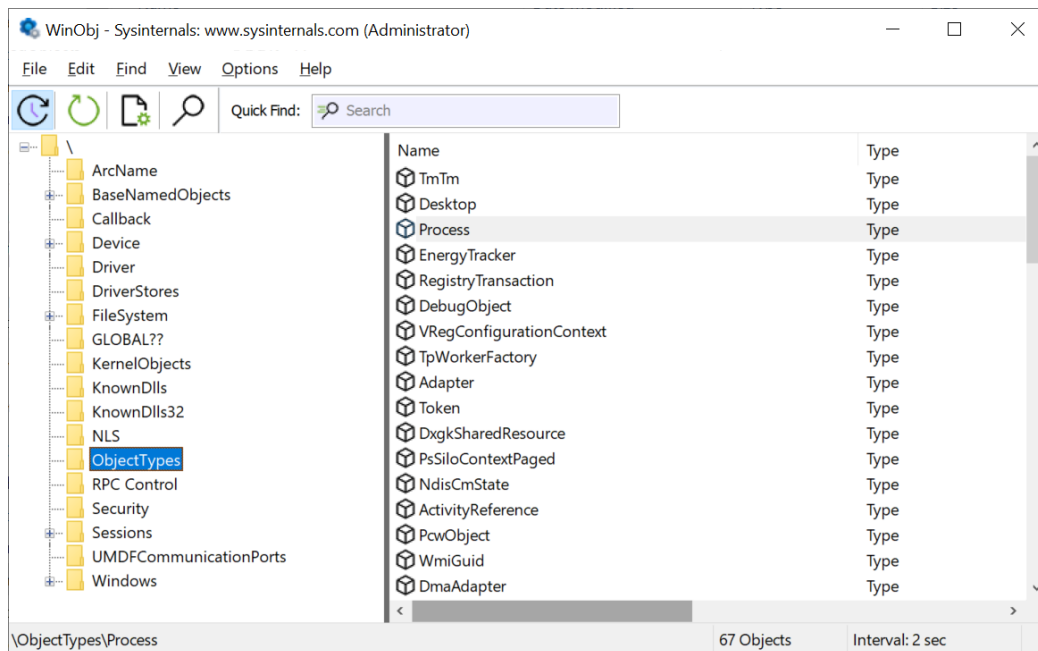 WinObj - Sysinternals: www.sysinternals.com (Administrator)
File Edit Find View Options Help
Quick Find: Search
\
ArcName
BaseNamedObjects
Callback
Device
Driver
DriverStores
FileSystem
GLOBAL??
KernelObjects
KnownDlls
KnownDlls32
NLS
ObjectTypes
RPC Control
Security
Sessions
UMDFCommunicationPorts
Windows
Name Type
TmTm Type
Desktop Type
Process Type
EnergyTracker Type
RegistryTransaction Type
DebugObject Type
VRegConfigurationContext Type
TpWorkerFactory Type
Adapter Type
Token Type
DxgkSharedResource Type
PsSiloContextPaged Type
NdisCmState Type
ActivityReference Type
PcwObject Type
WmiGuid Type
DmaAdapter Type
\ObjectTypes\Process 67 Objects Interval: 2 sec